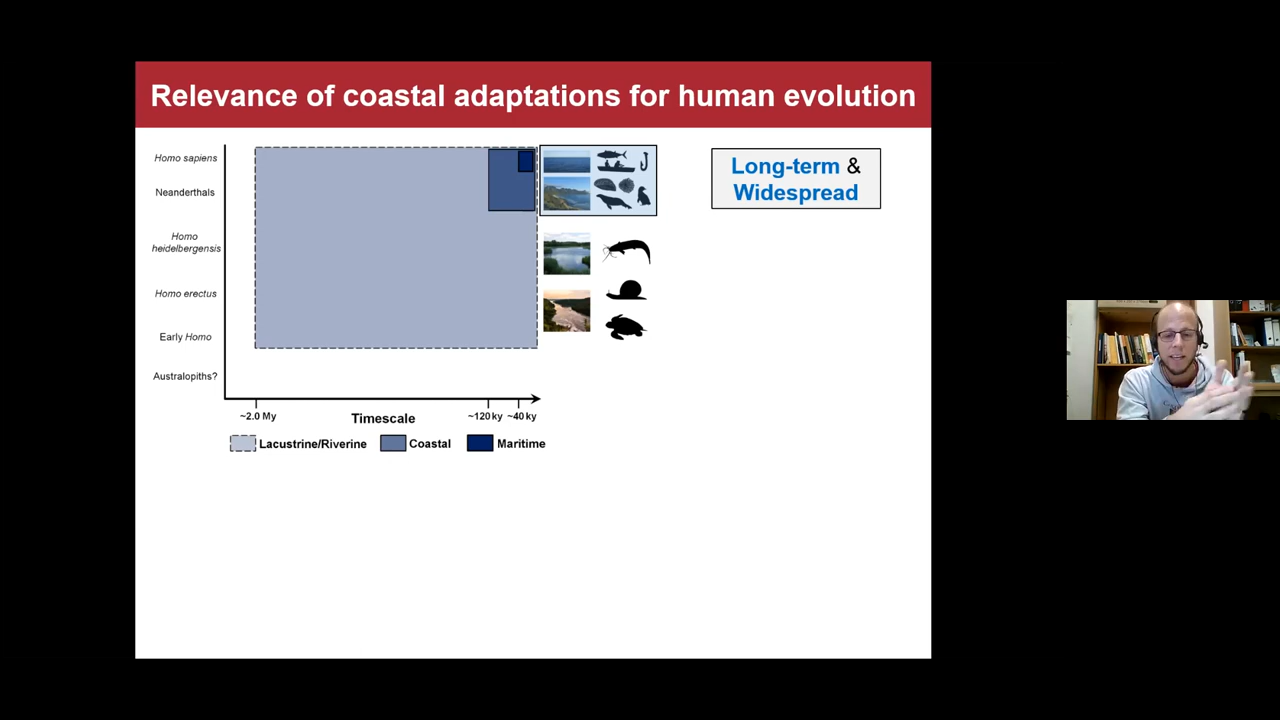 Relevance of coastal adaptations for human evolution
Homo sapiens
Neanderthals
Homo
heidelbergensis
Homo erectus
Early Homo
Australopiths?
Long-term &
Widespread
~2.0 My
Timescale
~120 ky
~40 ky
Lacustrine/Riverine
Coastal
Maritime